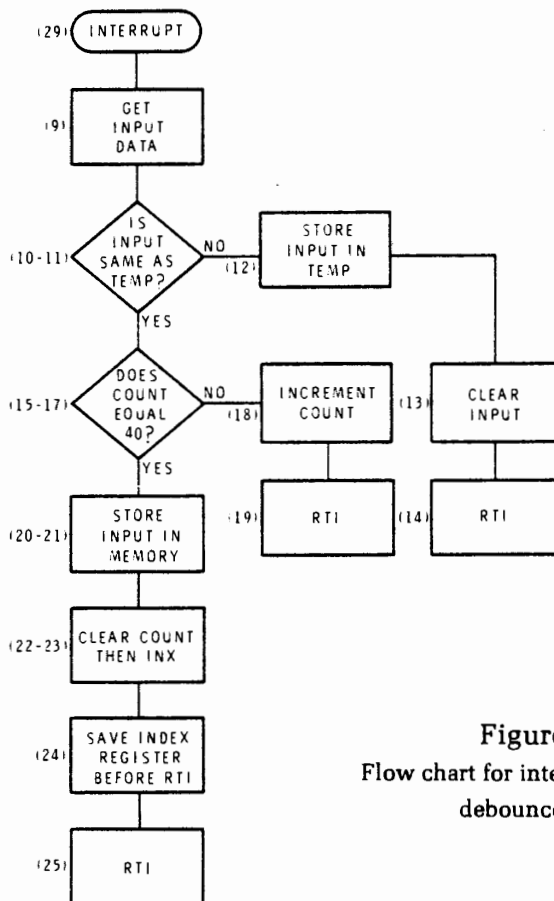 (29) INTERRUPT
(9) GET
INPUT
DATA
(10-11) IS
INPUT
SAME AS
TEMP?
NO
(12) STORE
INPUT IN
TEMP
YES
(15-17) DOES
COUNT
EQUAL
40?
NO
(18) INCREMENT
COUNT
(13) CLEAR
INPUT
YES
(19) RTI
(14) RTI
(20-21) STORE
INPUT IN
MEMORY
(22-23) CLEAR COUNT
THEN INX
(24) SAVE INDEX
REGISTER
BEFORE RTI
(25) RTI
Figure
Flow chart for inte
debounce